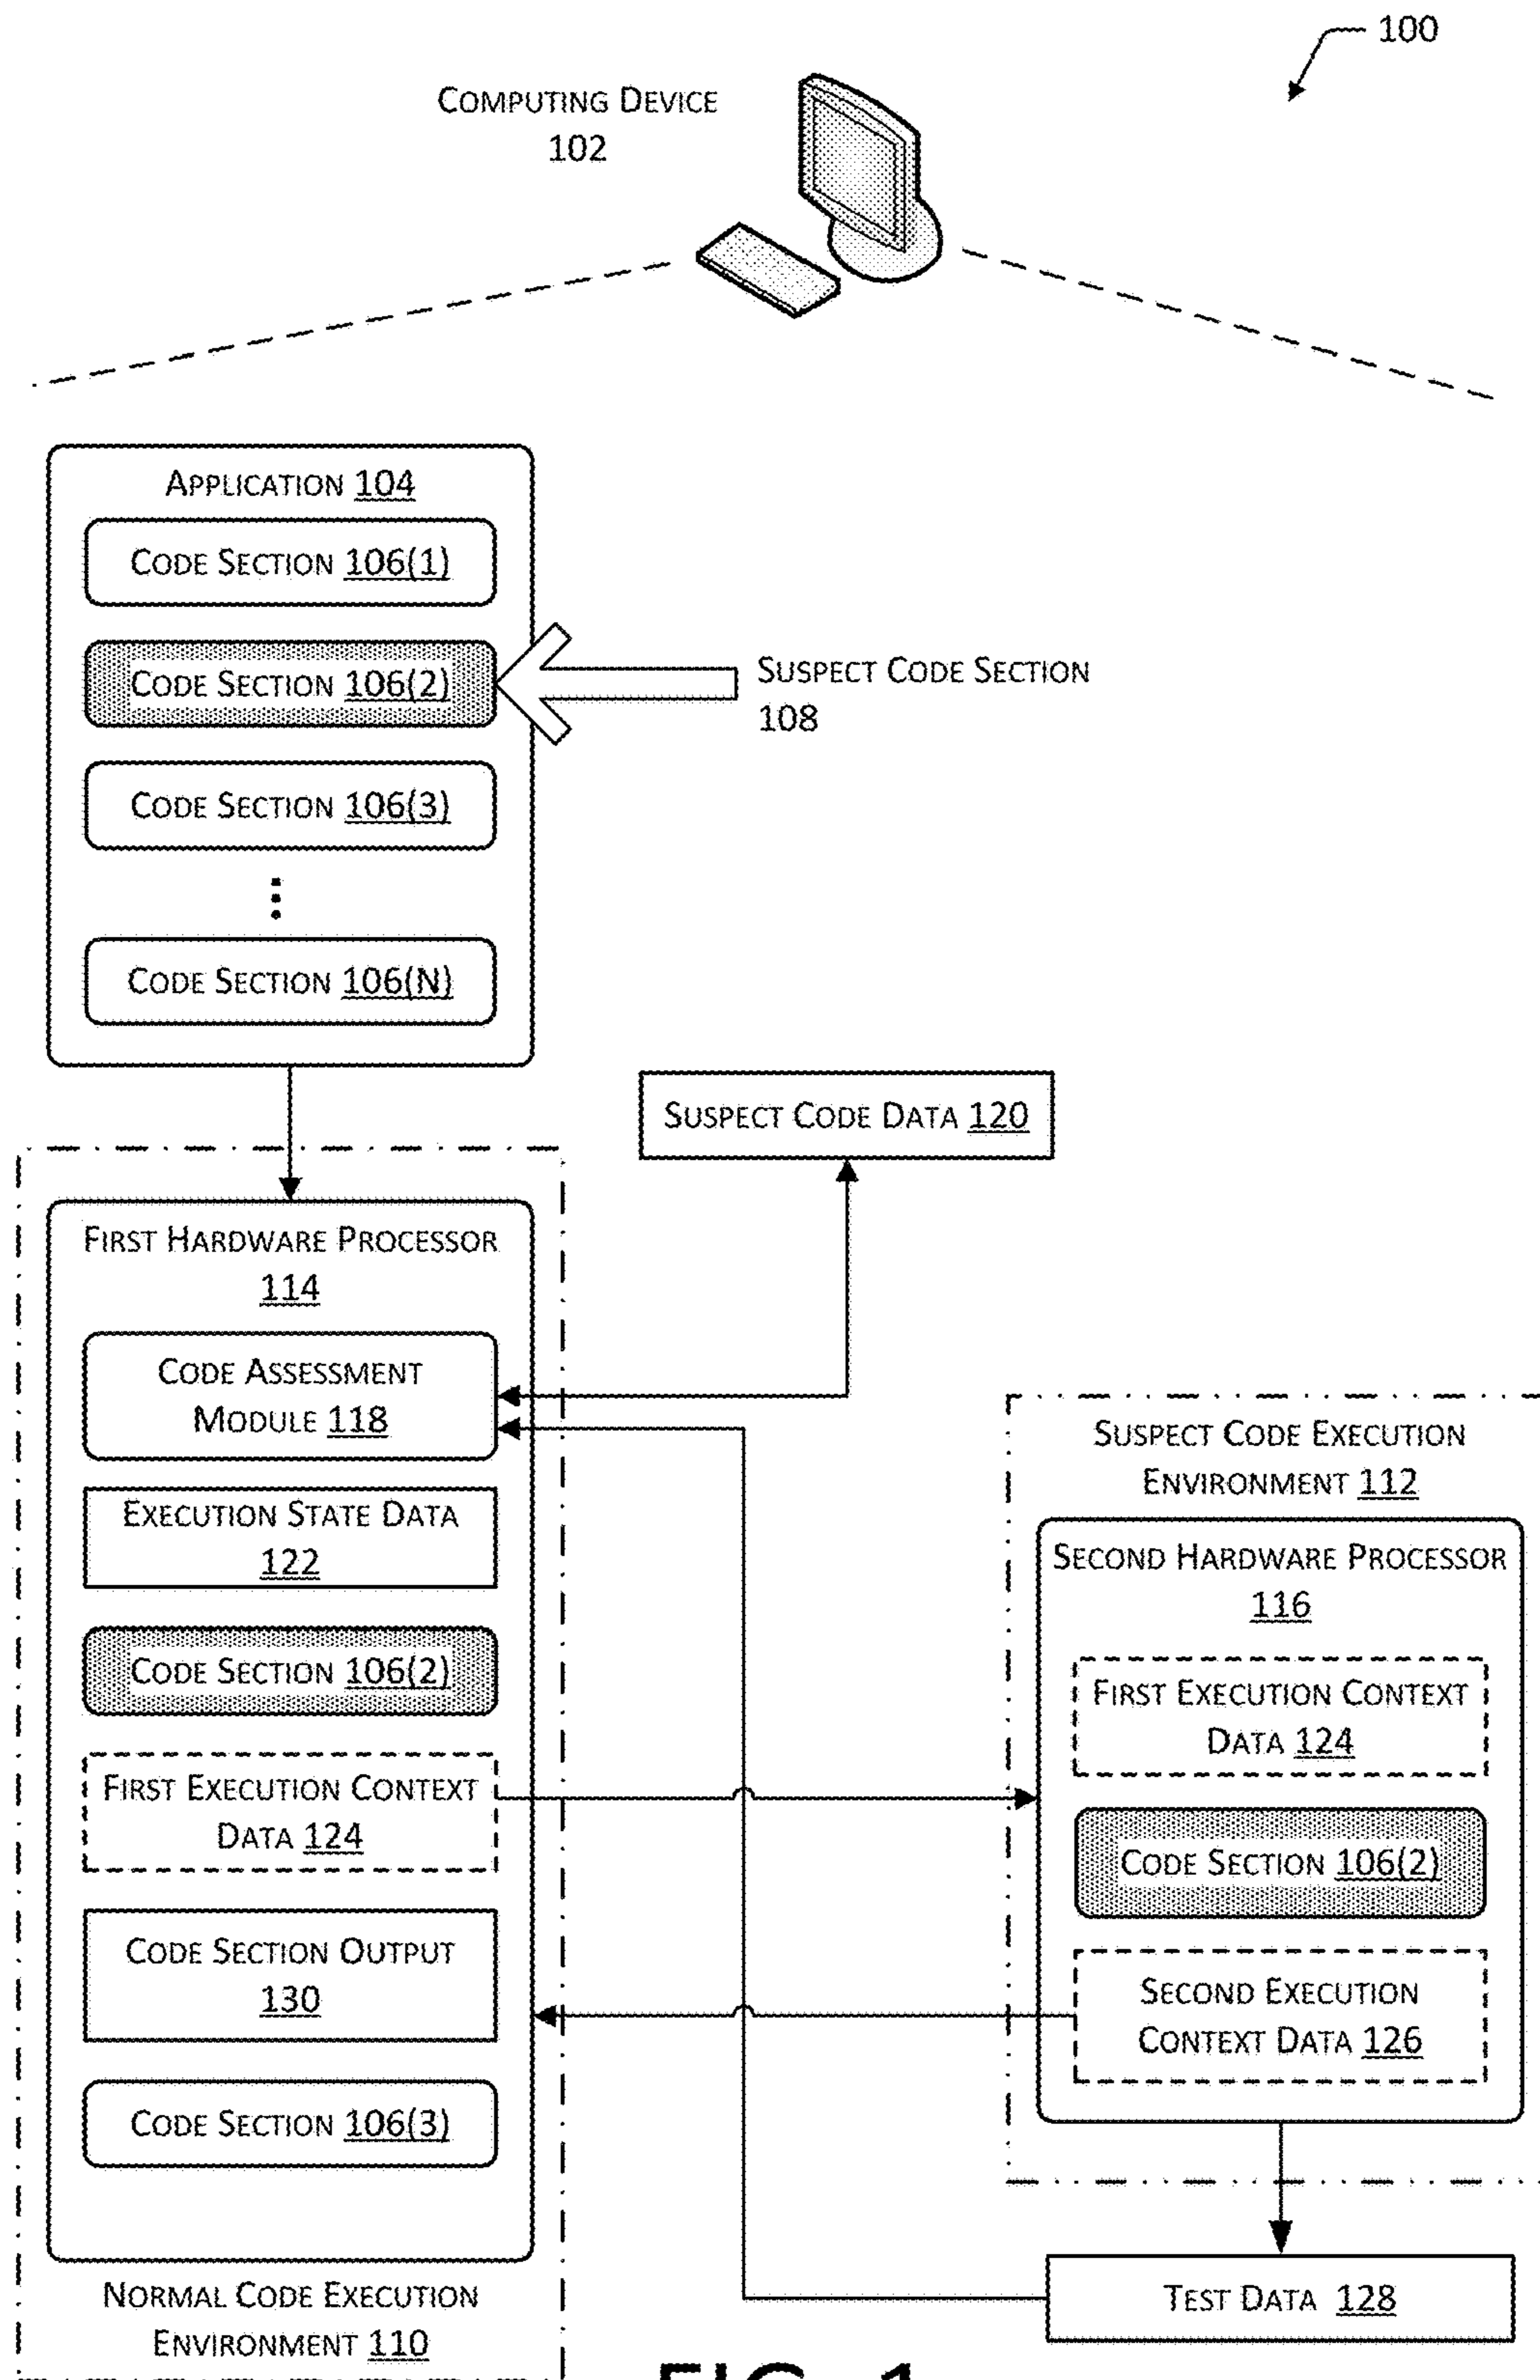 100
COMPUTING DEVICE
102
APPLICATION 104
CODE SECTION 106(1)
CODE SECTION 106(2)
SUSPECT CODE SECTION
108
CODE SECTION 106(3)
CODE SECTION 106(N)
SUSPECT CODE DATA 120
FIRST HARDWARE PROCESSOR
114
CODE ASSESSMENT
MODULE 118
EXECUTION STATE DATA
122
CODE SECTION 106(2)
FIRST EXECUTION CONTEXT
DATA 124
CODE SECTION OUTPUT
130
CODE SECTION 106(3)
NORMAL CODE EXECUTION
ENVIRONMENT 110
SUSPECT CODE EXECUTION
ENVIRONMENT 112
SECOND HARDWARE PROCESSOR
116
FIRST EXECUTION CONTEXT
DATA 124
CODE SECTION 106(2)
SECOND EXECUTION
CONTEXT DATA 126
TEST DATA 128
FIG. 1